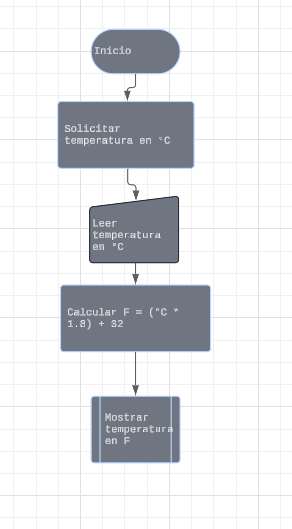 Inicio
Solicitar
temperatura en °C
Leer
temperatura
en °C
Calcular F = (°C *
1.8) + 32
Mostrar
temperatura
en F